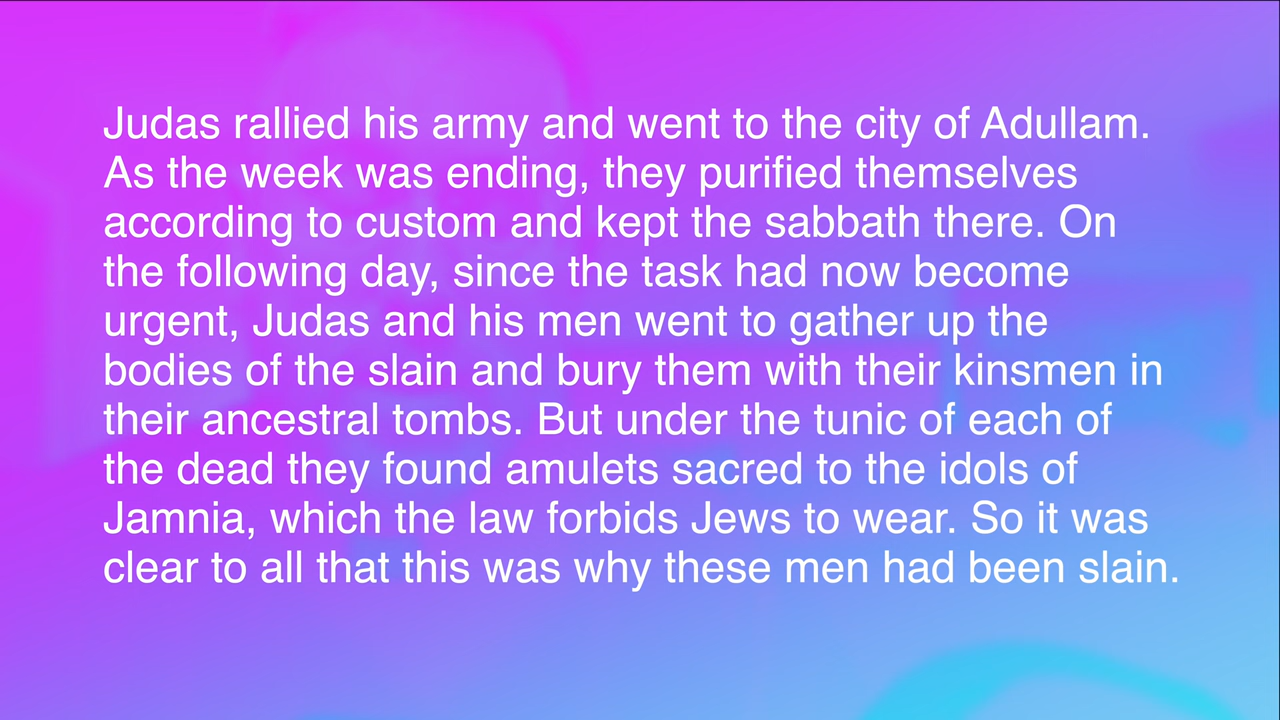 Judas rallied his army and went to the city of Adullam.
As the week was ending, they purified themselves
according to custom and kept the sabbath there. On
the following day, since the task had now become
urgent, Judas and his men went to gather up the
bodies of the slain and bury them with their kinsmen in
their ancestral tombs. But under the tunic of each of
the dead they found amulets sacred to the idols of
Jamnia, which the law forbids Jews to wear. So it was
clear to all that this was why these men had been slain.